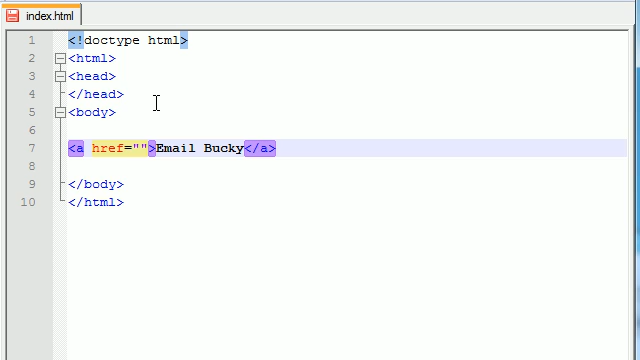 index.html
1 <!doctype html>
2 <html>
3 <head>
4 </head>
5 <body>
6
7 <a href="">Email Bucky</a>
8
9 </body>
10 </html>